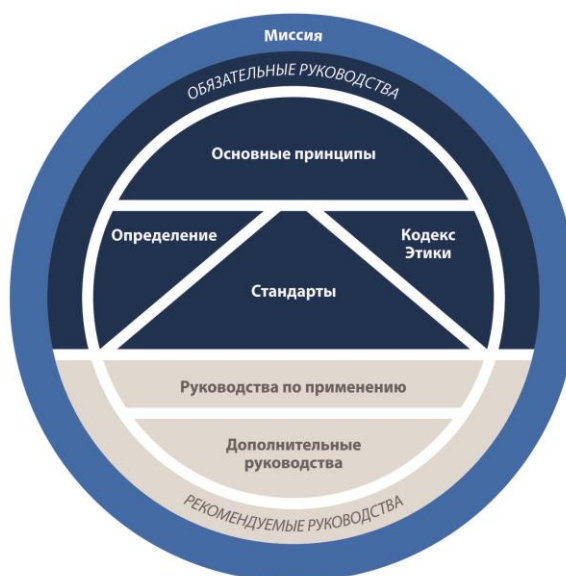 Миссия
ОБЯЗАТЕЛЬНЫЕ РУКОВОДСТВА
Основные принципы
Определение
Кодекс
Этики
Стандарты
Руководства по применению
Дополнительные
руководства
РЕКОМЕНДУЕМЫЕ РУКОВОДСТВА